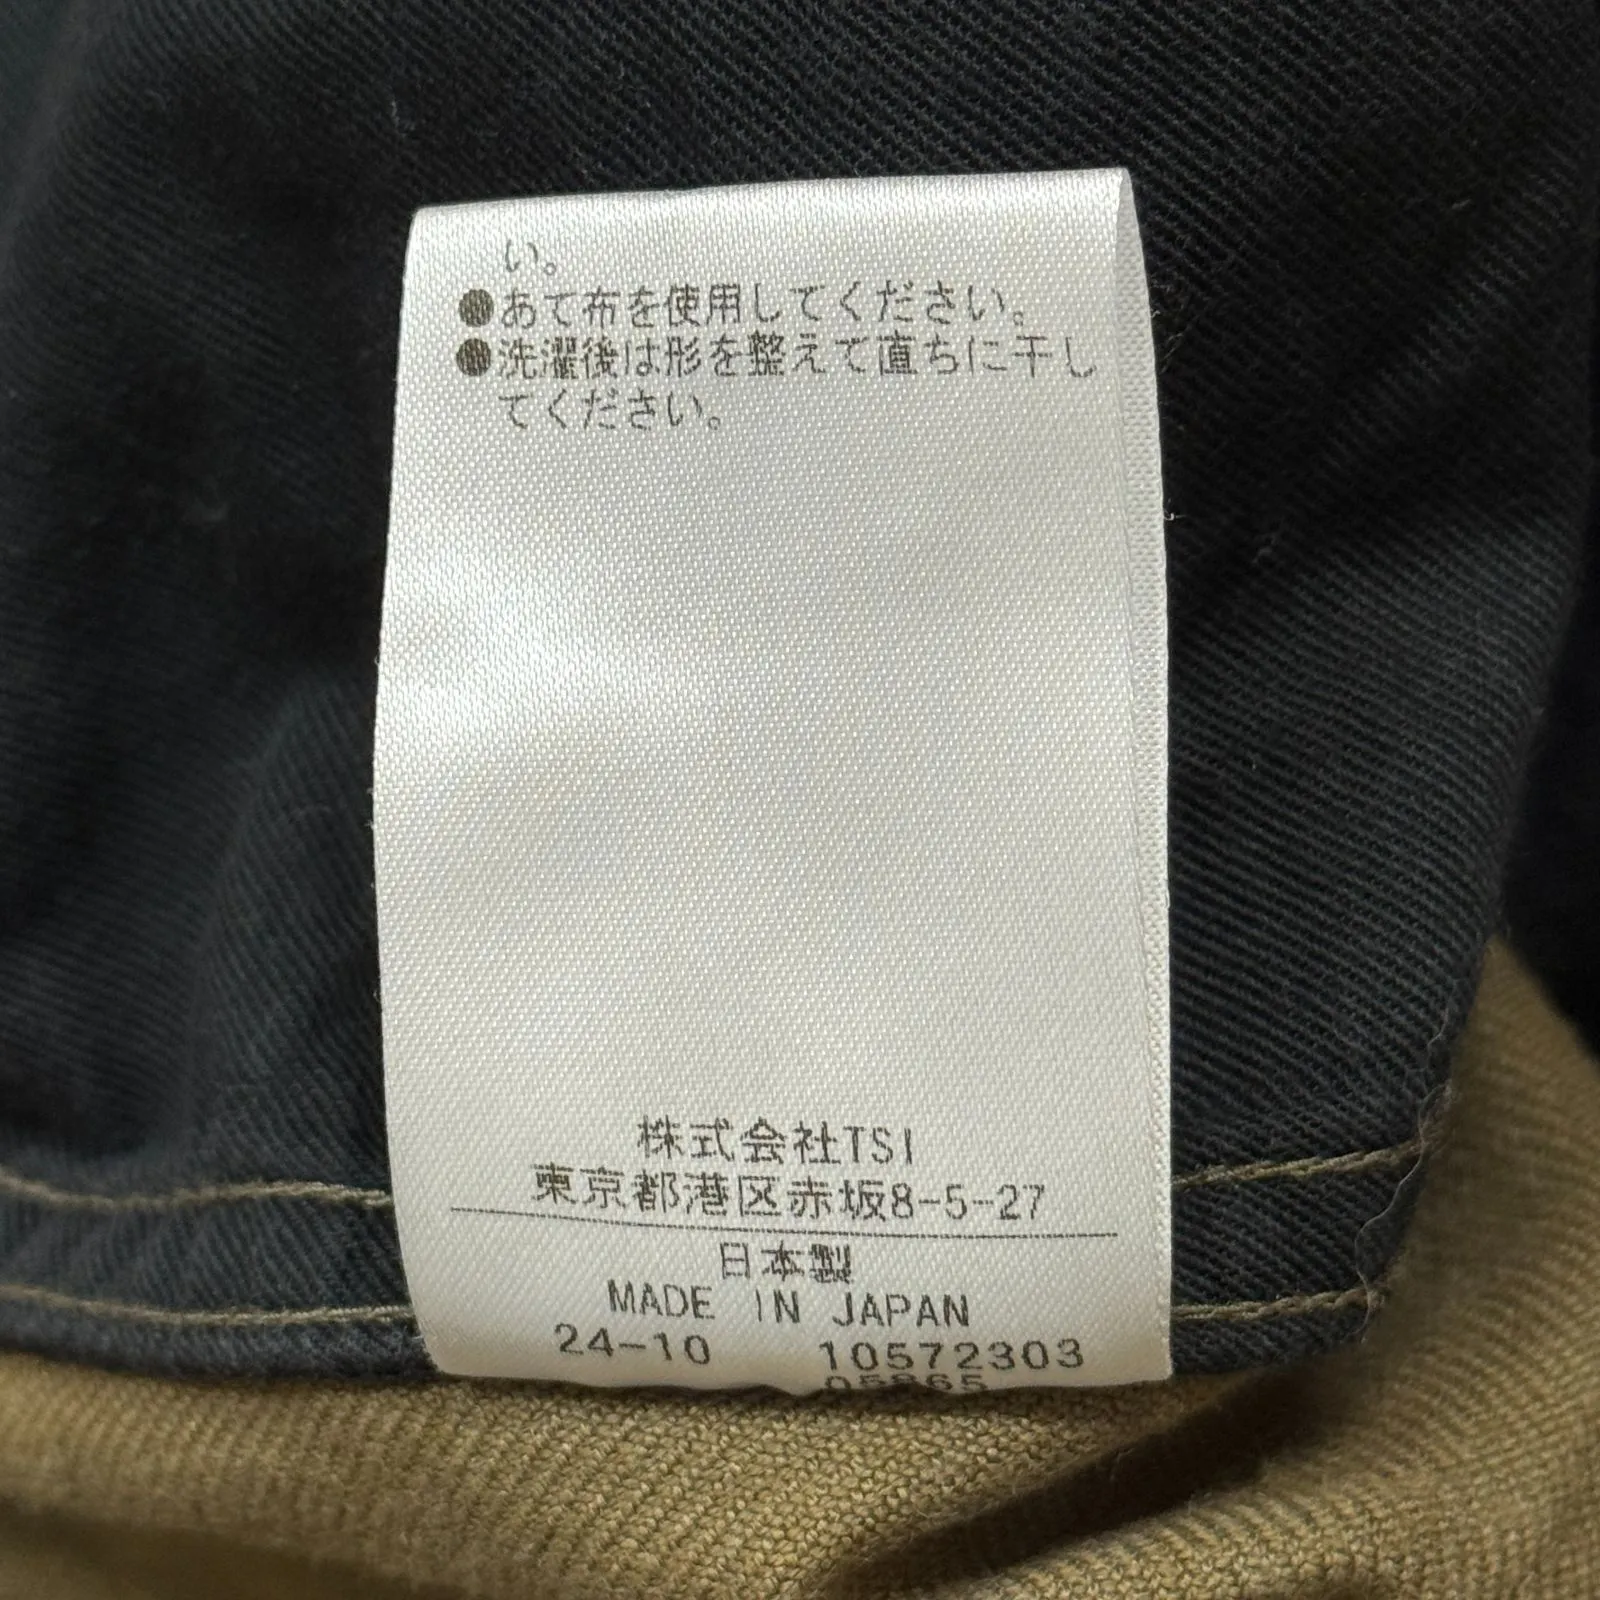 い。
●あて布を使用してください。
●洗濯後は形を整えて直ちに干し
てください。
株式会社TSI
東京都港区赤坂8-5-27
日本製
MADE IN JAPAN
24-10 10572303
05865